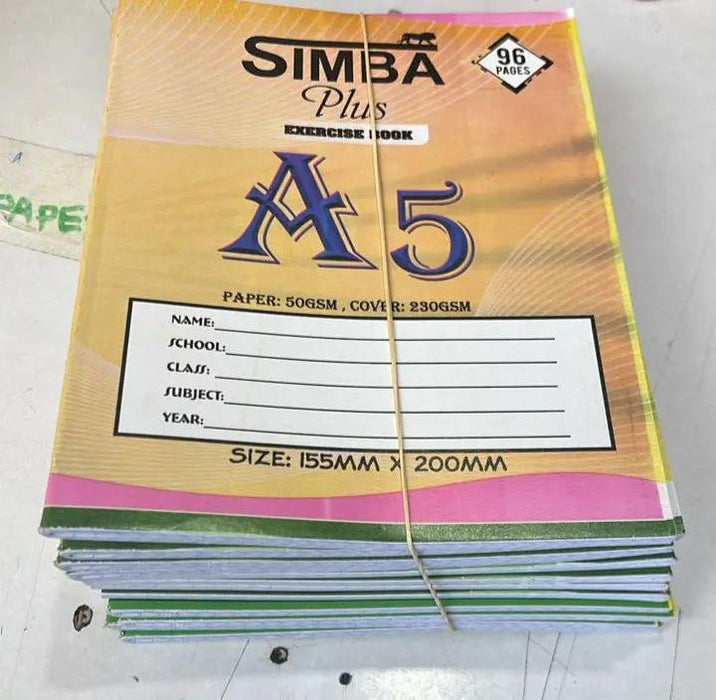 SIMBA
Plus
EXERCISE BOOK
96
PAGES
A5
PAPER: 50GSM , COVER: 230GSM
NAME:
SCHOOL:
CLASS:
SUBJECT:
YEAR:
SIZE: 155MM X 200MM